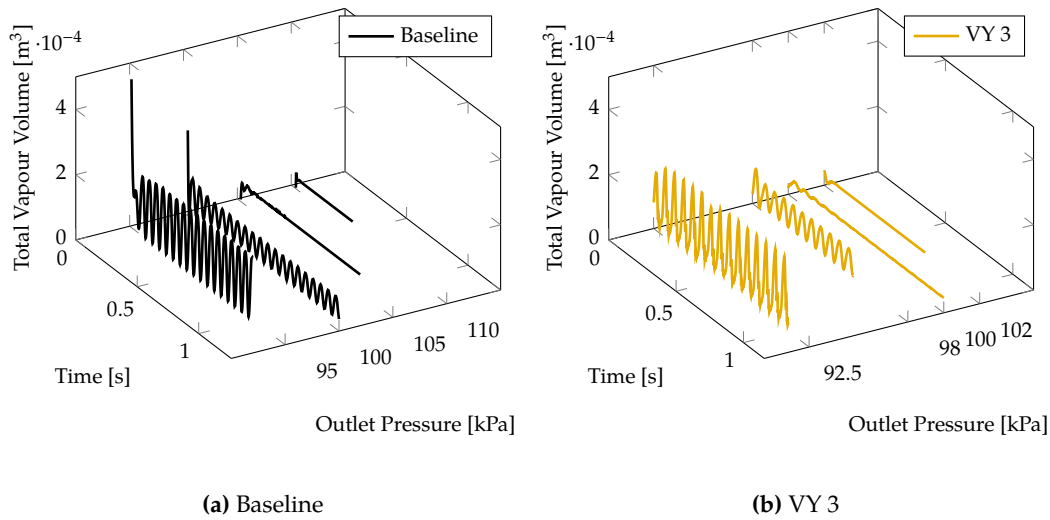 ·10⁻⁴
Baseline
Total Vapour Volume [m³]
4
2
0
0
0.5
1
Time [s]
95
100
105
110
Outlet Pressure [kPa]
(a) Baseline
·10⁻⁴
VY 3
Total Vapour Volume [m³]
4
2
0
0
0.5
1
Time [s]
92.5
98
100
102
Outlet Pressure [kPa]
(b) VY 3